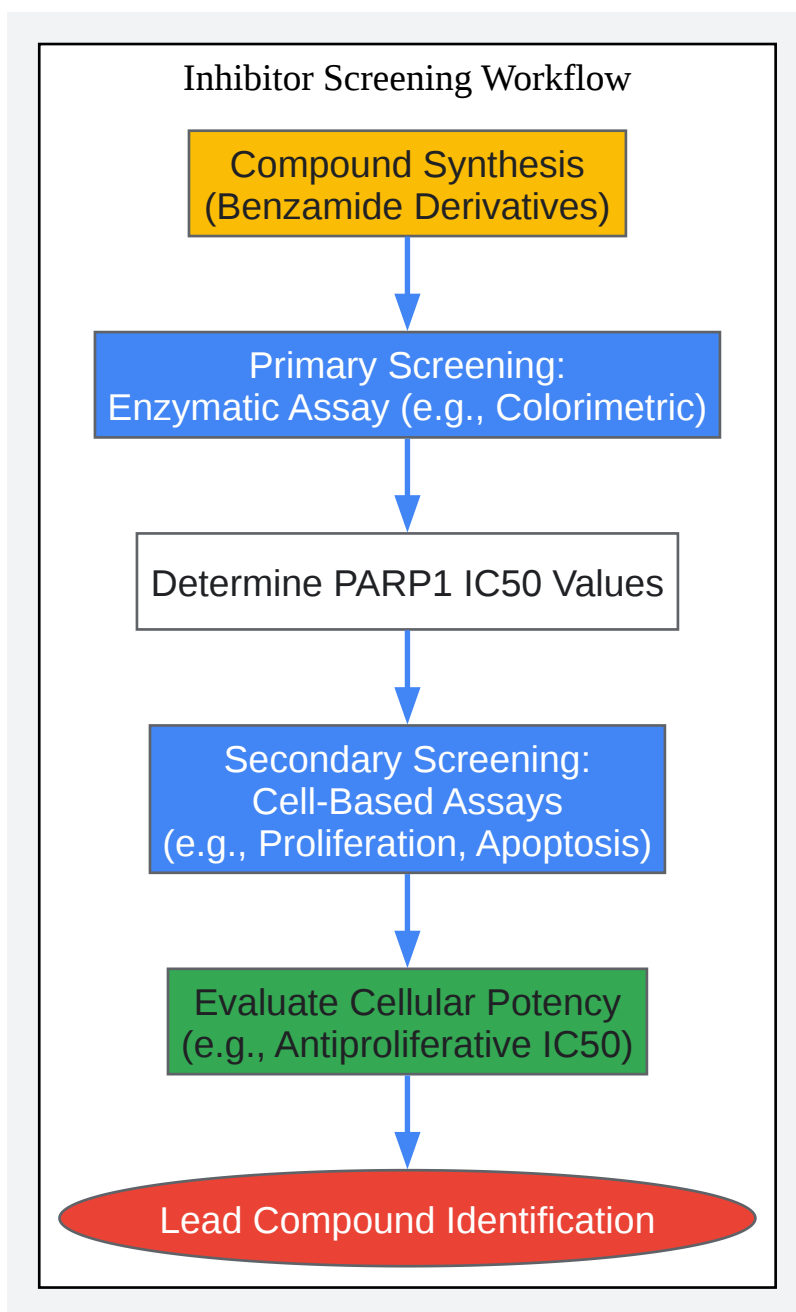 Inhibitor Screening Workflow
Compound Synthesis
(Benzamide Derivatives)
Primary Screening:
Enzymatic Assay (e.g., Colorimetric)
Determine PARP1 IC50 Values
Secondary Screening:
Cell-Based Assays
(e.g., Proliferation, Apoptosis)
Evaluate Cellular Potency
(e.g., Antiproliferative IC50)
Lead Compound Identification